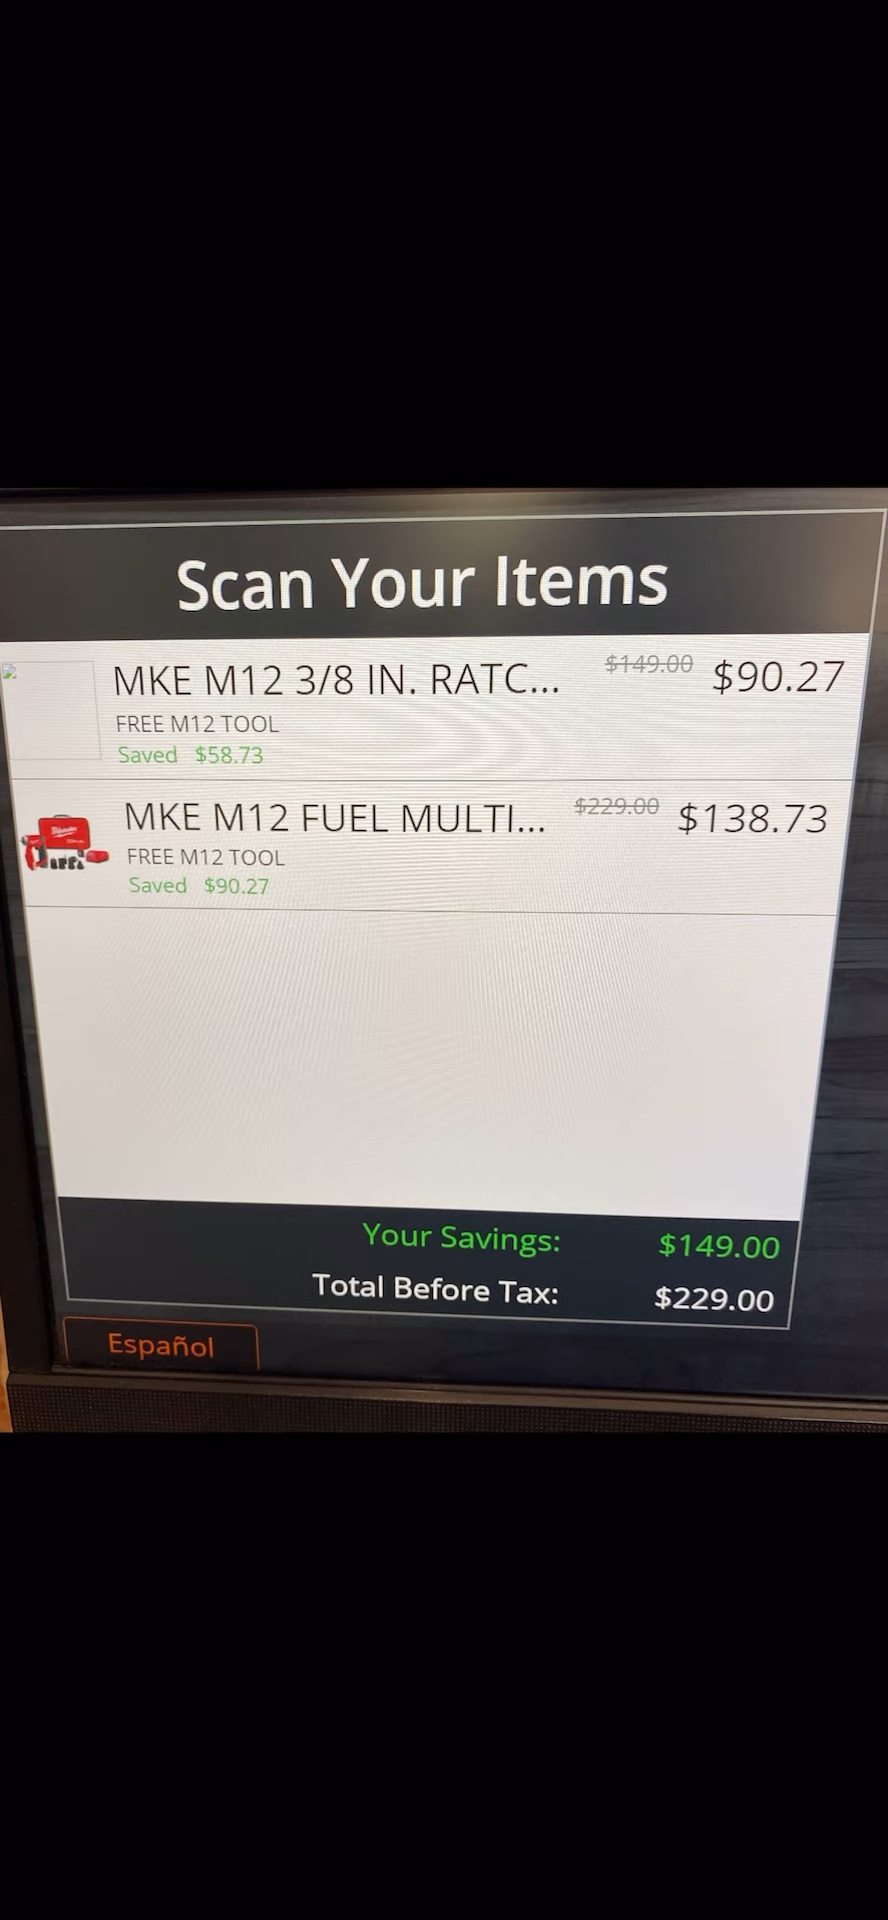 Scan Your Items
MKE M12 3/8 IN. RATC... $149.00 $90.27
FREE M12 TOOL
Saved $58.73
MKE M12 FUEL MULTI... $229.00 $138.73
FREE M12 TOOL
Saved $90.27
Your Savings: $149.00
Total Before Tax: $229.00
Español